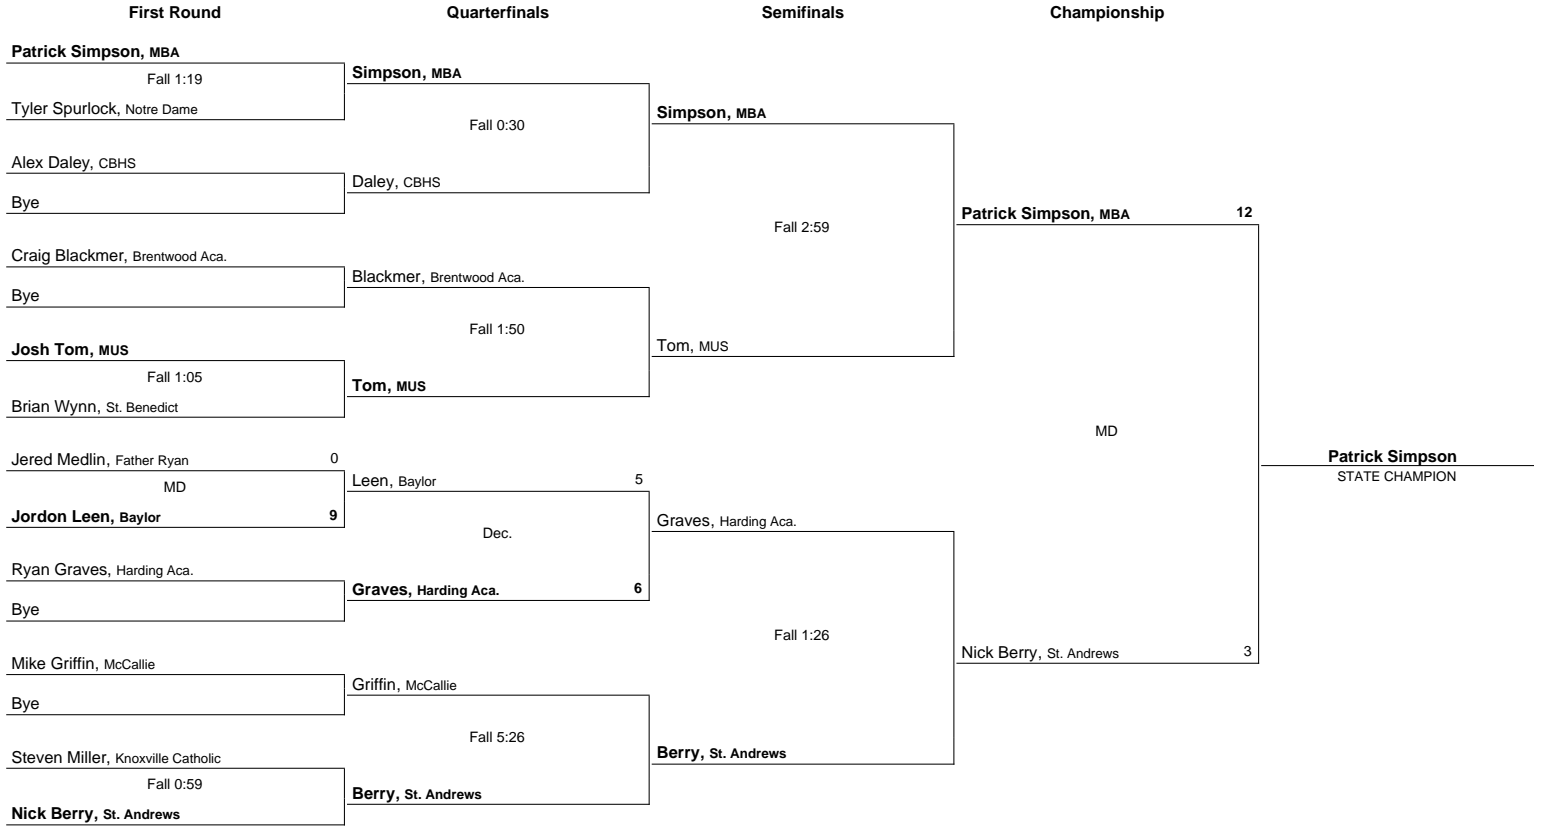 First Round Quarterfinals Semifinals Championship
Patrick Simpson, MBA
Fall 1:19
Tyler Spurlock, Notre Dame
Alex Daley, CBHS
Bye
Craig Blackmer, Brentwood Aca.
Bye
Josh Tom, MUS
Fall 1:05
Brian Wynn, St. Benedict
Jered Medlin, Father Ryan 0
MD
Jordon Leen, Baylor 9
Ryan Graves, Harding Aca.
Bye
Mike Griffin, McCallie
Bye
Steven Miller, Knoxville Catholic
Fall 0:59
Nick Berry, St. Andrews
Simpson, MBA
Fall 0:30
Daley, CBHS
Blackmer, Brentwood Aca.
Fall 1:50
Tom, MUS
Leen, Baylor 5
Dec.
Graves, Harding Aca. 6
Griffin, McCallie
Fall 5:26
Berry, St. Andrews
Simpson, MBA
Fall 2:59
Tom, MUS
Graves, Harding Aca.
Fall 1:26
Berry, St. Andrews
Patrick Simpson, MBA 12
MD
Nick Berry, St. Andrews 3
Patrick Simpson
STATE CHAMPION